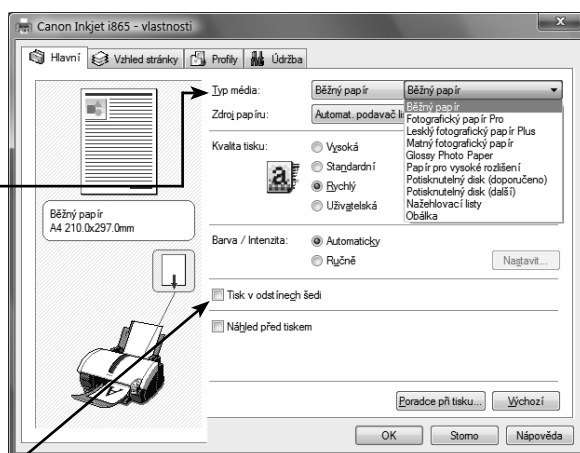 Canon Inkjet i865 - vlastnosti
Hlavní Vzhled stránky Profily Údržba
Typ média: Běžný papír Běžný papír
Zdroj papíru: Automat. podavač
Běžný papír
Fotografický papír Pro
Lesklý fotografický papír Plus
Matný fotografický papír
Glossy Photo Paper
Papír pro vysoké rozlišení
Potisknutelný disk (doporučeno)
Potisknutelný disk (další)
Nažehlovací listy
Obálka
Kvalita tisku: Vysoká
Standardní
Rychlý
Uživatelská
Běžný papír
A4 210.0x297.0mm
Barva / Intenzita: Automaticky
Ručně Nastavit...
Tisk v odstínech šedi
Náhled před tiskem
Poradce při tisku... Výchozí
OK Storno Nápověda